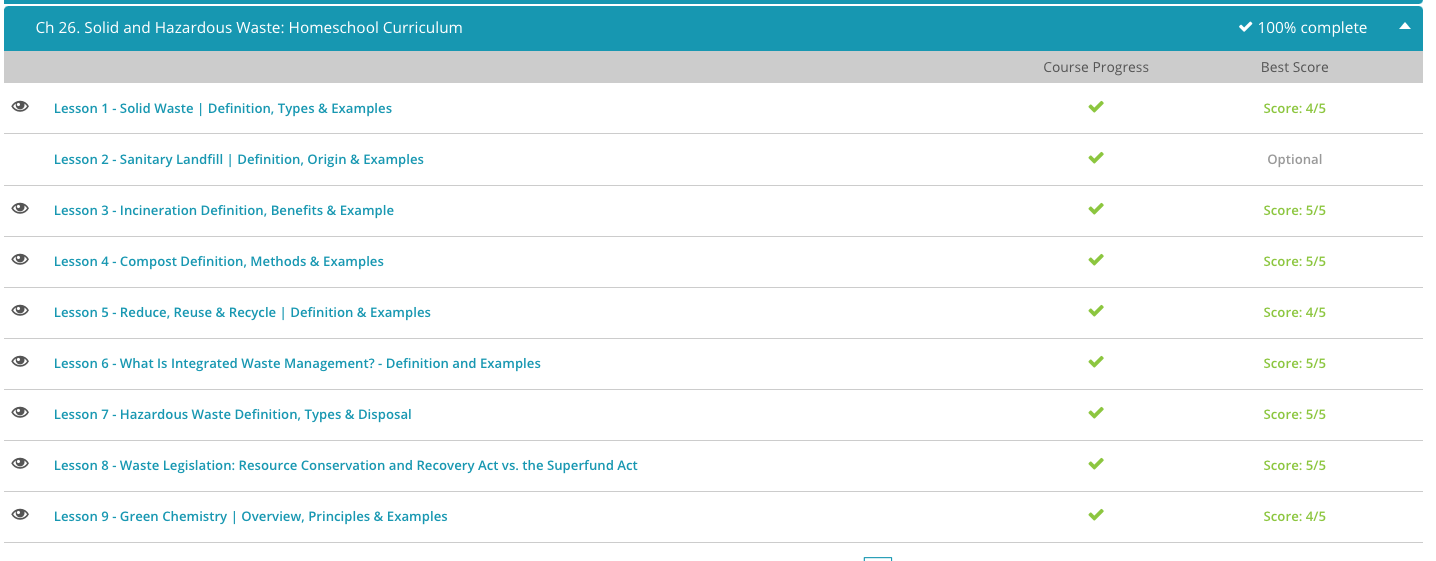 Ch 26. Solid and Hazardous Waste: Homeschool Curriculum 100% complete
Course Progress Best Score
Lesson 1 - Solid Waste | Definition, Types & Examples Score: 4/5
Lesson 2 - Sanitary Landfill | Definition, Origin & Examples Optional
Lesson 3 - Incineration Definition, Benefits & Example Score: 5/5
Lesson 4 - Compost Definition, Methods & Examples Score: 5/5
Lesson 5 - Reduce, Reuse & Recycle | Definition & Examples Score: 4/5
Lesson 6 - What Is Integrated Waste Management? - Definition and Examples Score: 5/5
Lesson 7 - Hazardous Waste Definition, Types & Disposal Score: 5/5
Lesson 8 - Waste Legislation: Resource Conservation and Recovery Act vs. the Superfund Act Score: 5/5
Lesson 9 - Green Chemistry | Overview, Principles & Examples Score: 4/5